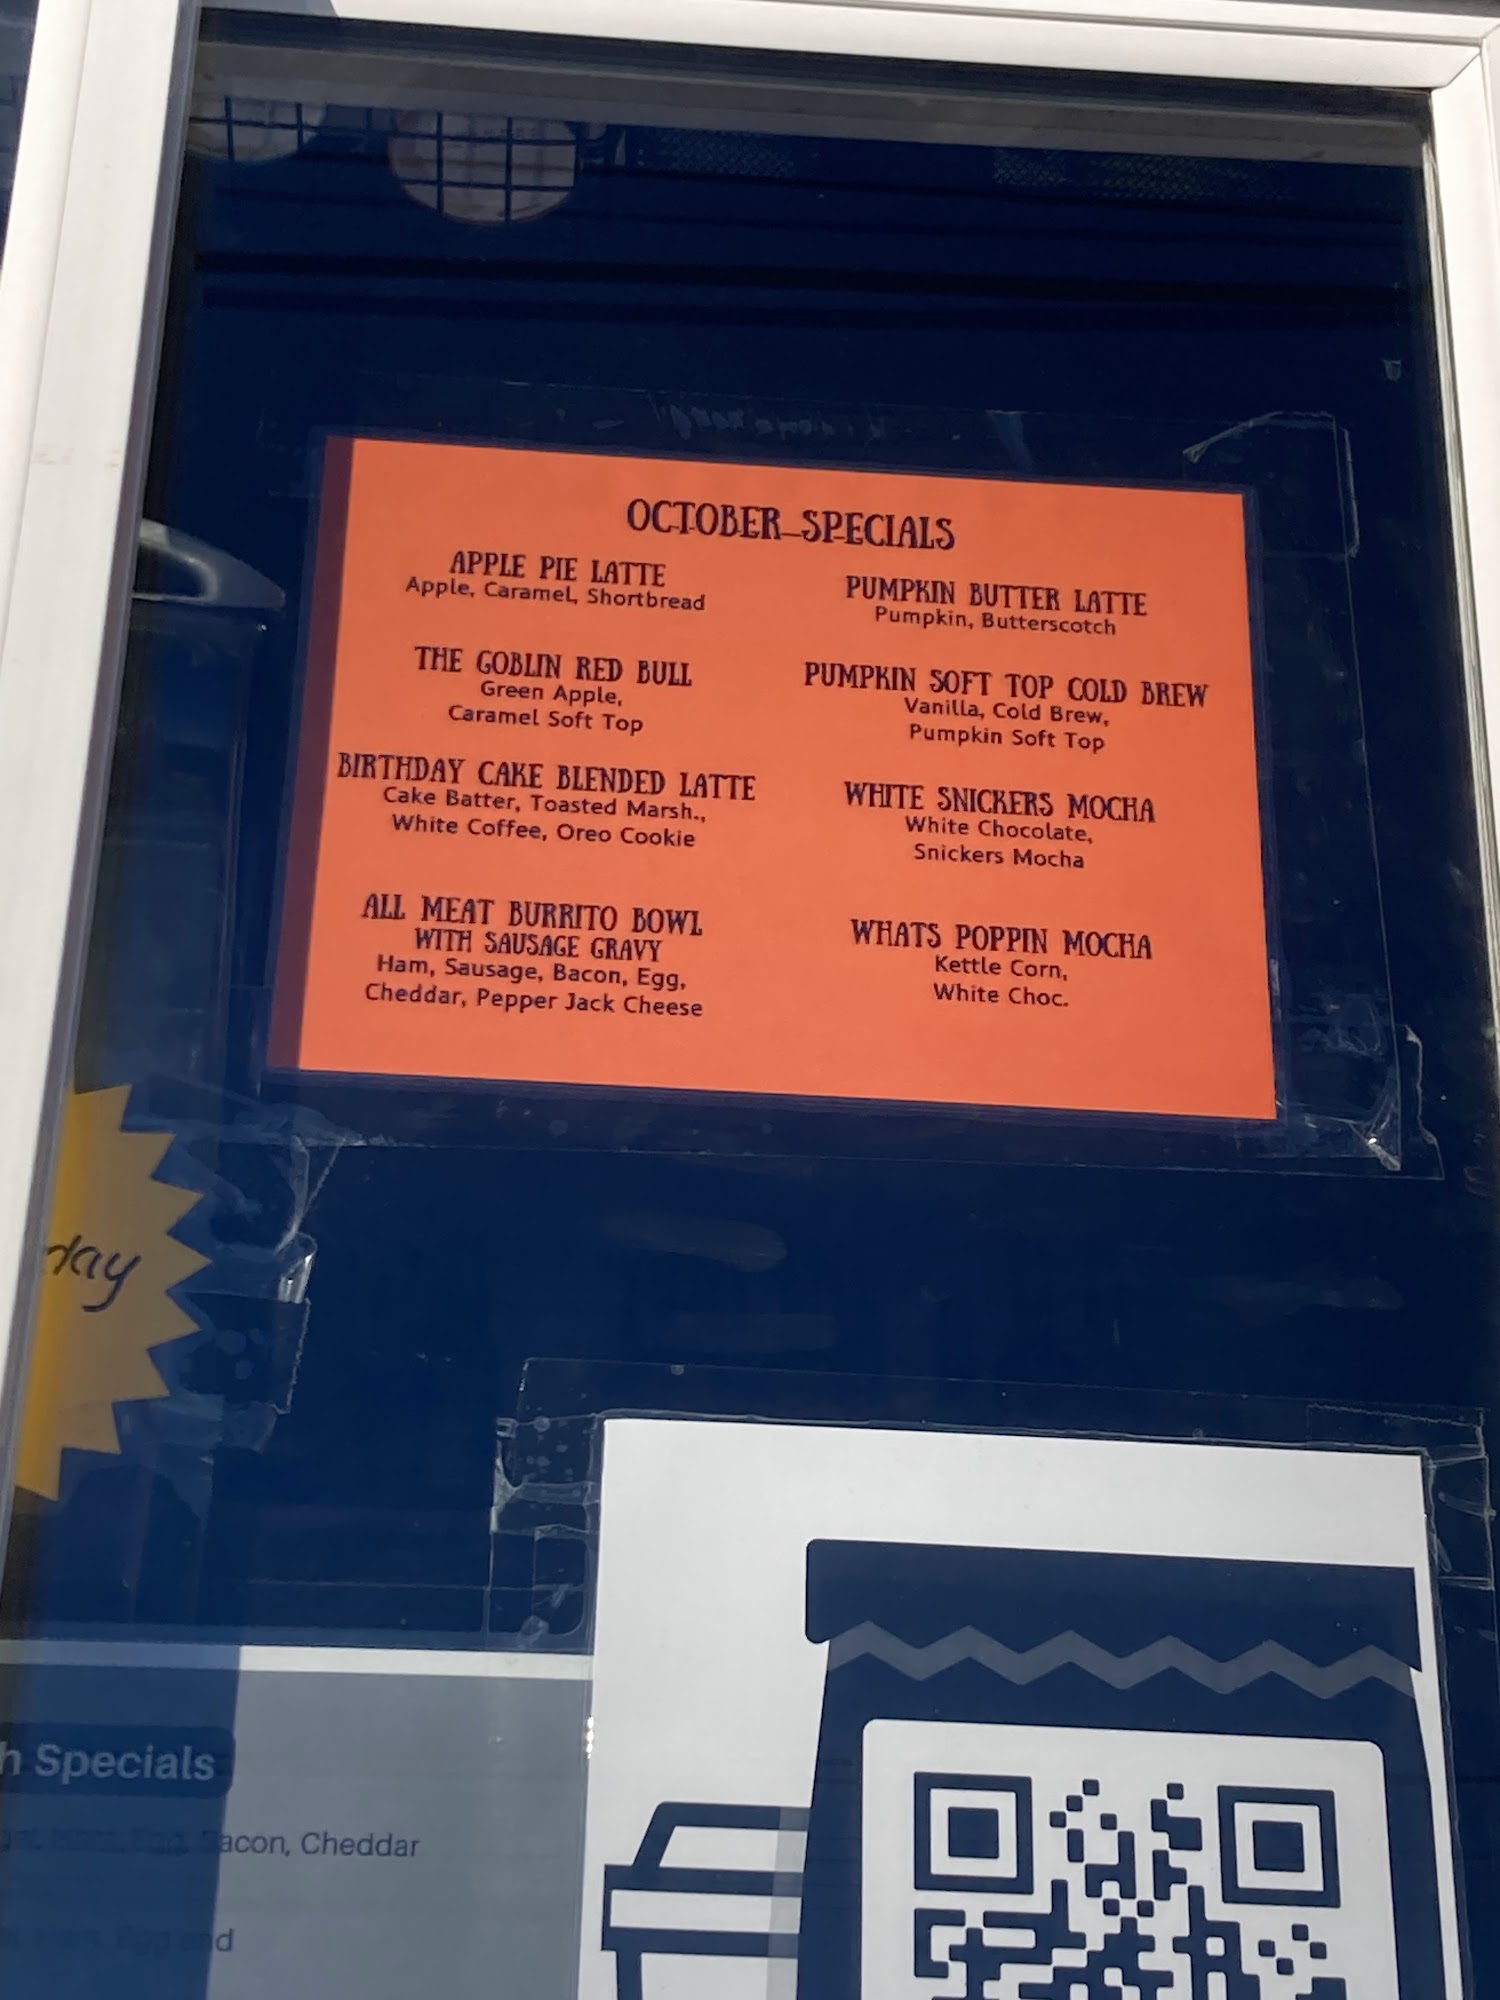 OCTOBER SPECIALS
APPLE PIE LATTE
Apple, Caramel, Shortbread
THE GOBLIN RED BULL
Green Apple,
Caramel Soft Top
BIRTHDAY CAKE BLENDED LATTE
Cake Batter, Toasted Marsh.,
White Coffee, Oreo Cookie
ALL MEAT BURRITO BOWL
WITH SAUSAGE GRAVY
Ham, Sausage, Bacon, Egg,
Cheddar, Pepper Jack Cheese
PUMPKIN BUTTER LATTE
Pumpkin, Butterscotch
PUMPKIN SOFT TOP COLD BREW
Vanilla, Cold Brew,
Pumpkin Soft Top
WHITE SNICKERS MOCHA
White Chocolate,
Snickers Mocha
WHATS POPPIN MOCHA
Kettle Corn,
White Choc.
day
h Specials
Egg, Bacon, Cheddar
Egg and